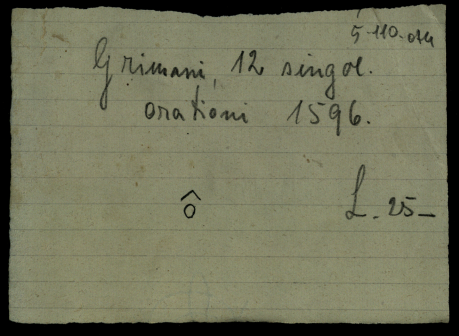 5-110-014
Grimani, 12 singol.
orationi 1596.
ô
L. 25-